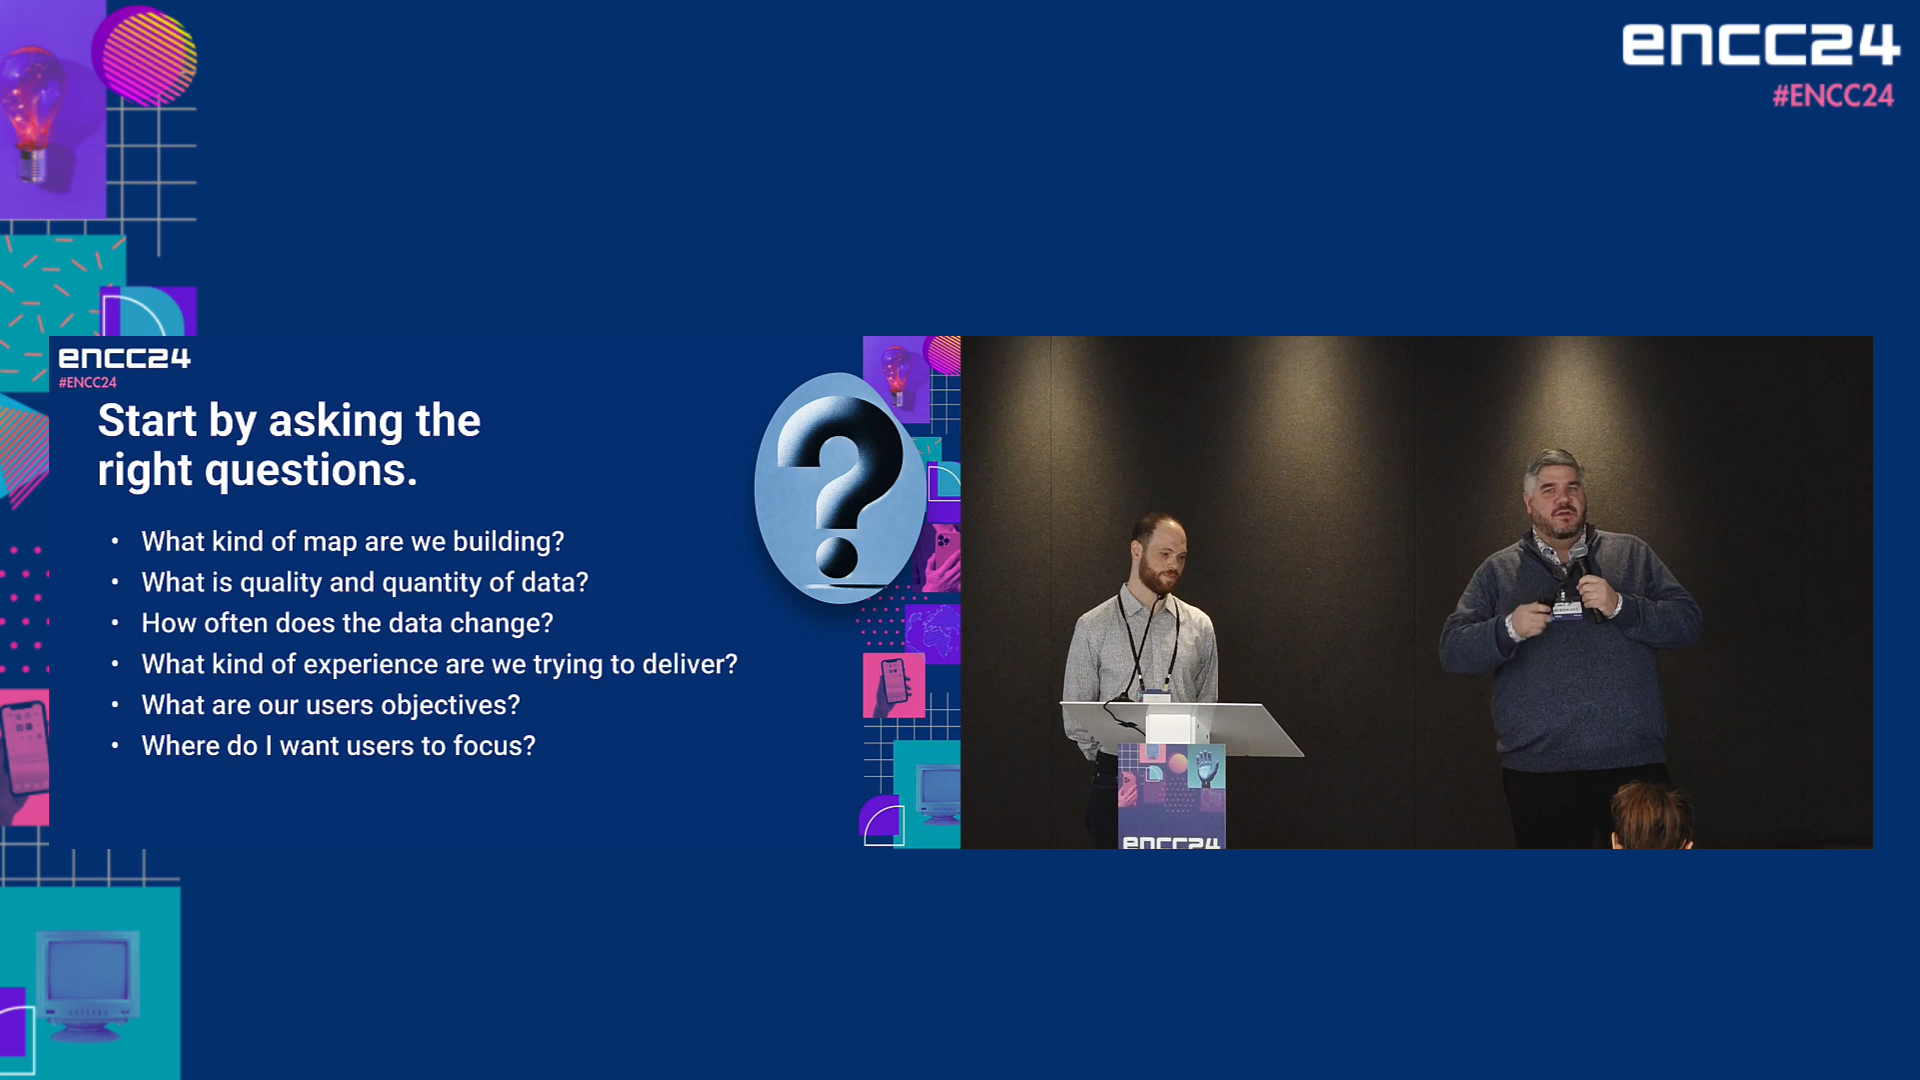 encc24
#ENCC24
encc24
#ENCC24
Start by asking the
right questions.
• What kind of map are we building?
• What is quality and quantity of data?
• How often does the data change?
• What kind of experience are we trying to deliver?
• What are our users objectives?
• Where do I want users to focus?
encc24